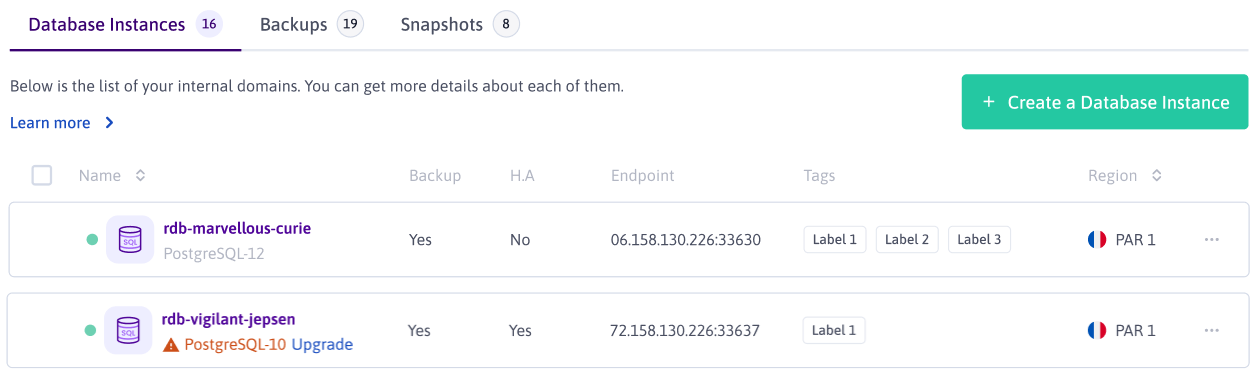 Database Instances 16 Backups 19 Snapshots 8
Below is the list of your internal domains. You can get more details about each of them.
Learn more
+ Create a Database Instance
Name Backup H.A Endpoint Tags Region
SQL
rdb-marvellous-curie
PostgreSQL-12
Yes No 06.158.130.226:33630 Label 1 Label 2 Label 3 PAR 1 ...
SQL
rdb-vigilant-jepsen
PostgreSQL-10 Upgrade
Yes Yes 72.158.130.226:33637 Label 1 PAR 1 ...